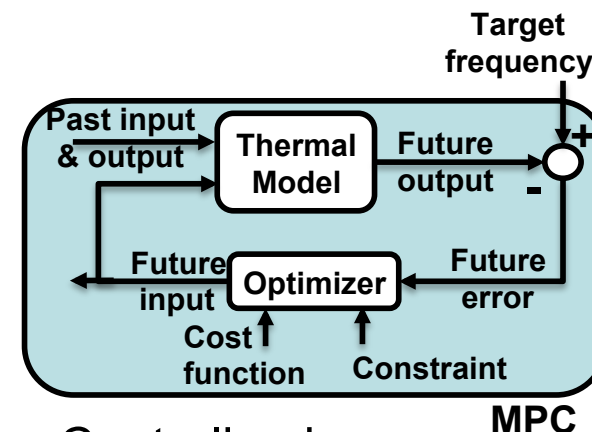 Target
frequency
+
Past input
& output
Thermal
Model
Future
output
-
Future
input
Optimizer
Future
error
Cost
function
Constraint
MPC